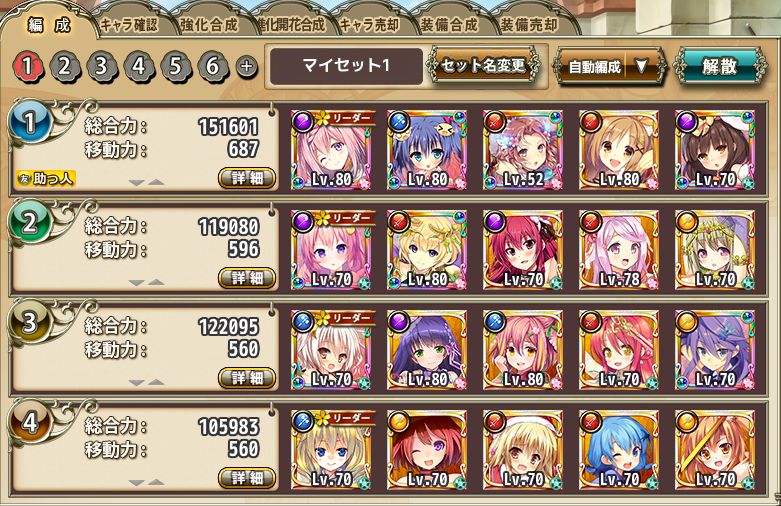 編成 キャラ確認 強化合成 進化開花合成 キャラ売却 装備合成 装備売却
1 2 3 4 5 6 + マイセット1 セット名変更 自動編成 ▼ 解散
1
総合力: 151601
移動力: 687
友 助っ人 詳細
リーダー
Lv.80 Lv.80 Lv.52 Lv.80 Lv.70
2
総合力: 119080
移動力: 596
詳細
リーダー
Lv.70 Lv.80 Lv.70 Lv.78 Lv.70
3
総合力: 122095
移動力: 560
詳細
リーダー
Lv.70 Lv.80 Lv.80 Lv.70 Lv.70
4
総合力: 105983
移動力: 560
詳細
リーダー
Lv.70 Lv.70 Lv.70 Lv.70 Lv.70